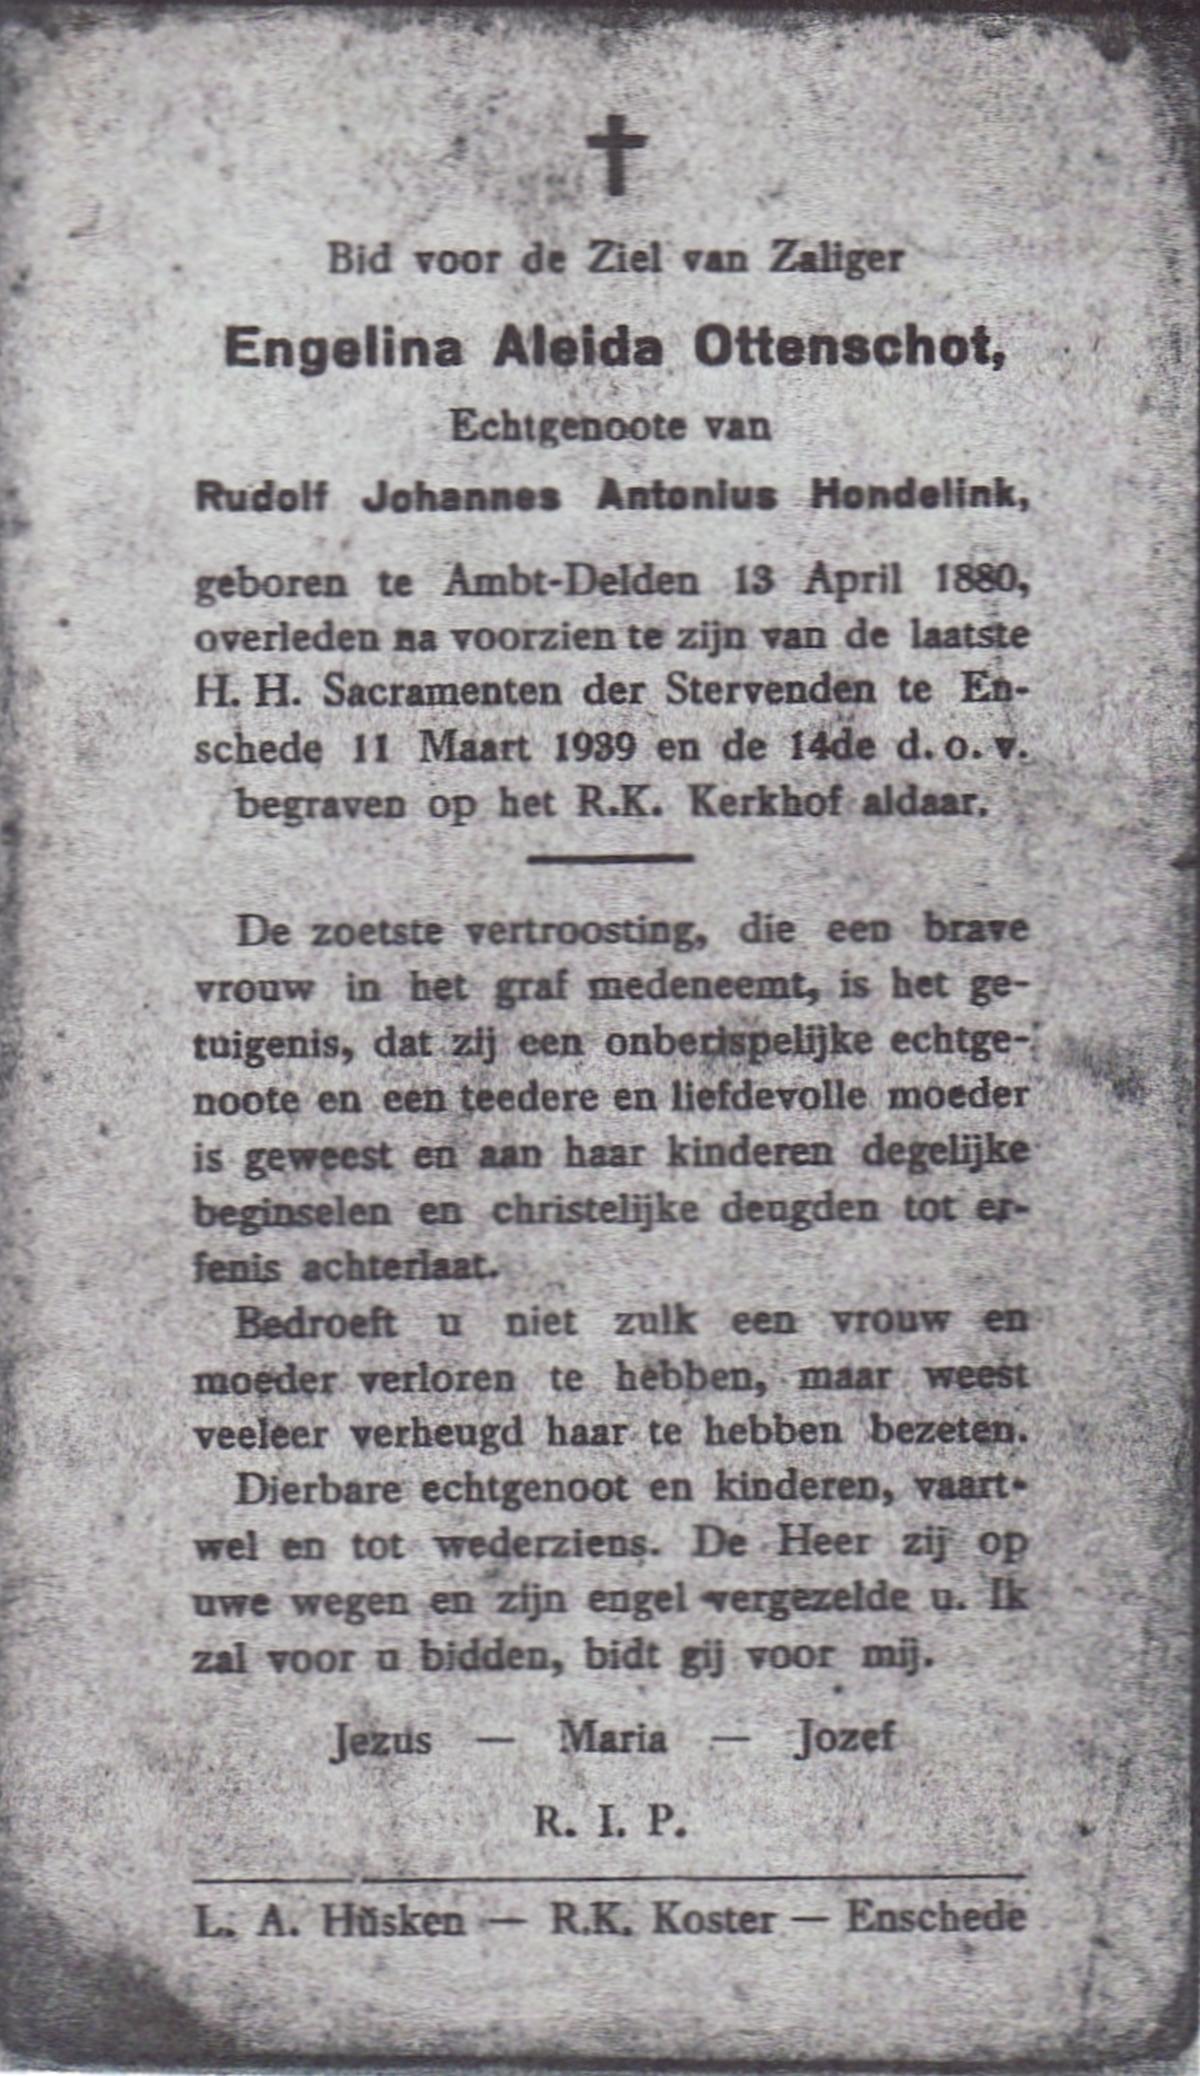 Bid voor de Ziel van Zaliger
Engelina Aleida Ottenschot,
Echtgenoote van
Rudolf Johannes Antonius Hondelink,
geboren te Ambt-Delden 13 April 1880,
overleden na voorzien te zijn van de laatste
H. H. Sacramenten der Stervenden te En-
schede 11 Maart 1939 en de 14de d. o. v.
begraven op het R.K. Kerkhof aldaar.
De zoetste vertroosting, die een brave
vrouw in het graf medeneemt, is het ge-
tuigenis, dat zij een onberispelijke echtge-
noote en een teedere en liefdevolle moeder
is geweest en aan haar kinderen degelijke
beginselen en christelijke deugden tot er-
fenis achterlaat.
Bedroeft u niet zulk een vrouw en
moeder verloren te hebben, maar weest
veeleer verheugd haar te hebben bezeten.
Dierbare echtgenoot en kinderen, vaart-
wel en tot wederziens. De Heer zij op
uwe wegen en zijn engel vergezelde u. Ik
zal voor u bidden, bidt gij voor mij.
Jezus — Maria — Jozef
R. I. P.
L. A. Hüsken — R.K. Koster — Enschede